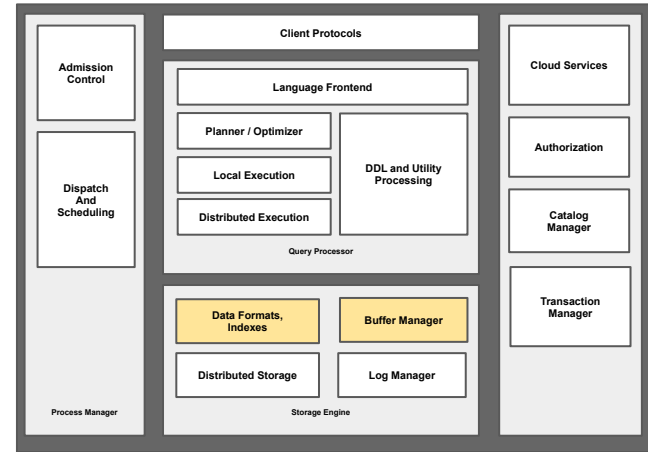 Admission
Control
Dispatch
And
Scheduling
Process Manager
Client Protocols
Language Frontend
Planner / Optimizer
Local Execution
Distributed Execution
DDL and Utility
Processing
Query Processor
Data Formats,
Indexes
Buffer Manager
Distributed Storage
Log Manager
Storage Engine
Cloud Services
Authorization
Catalog
Manager
Transaction
Manager